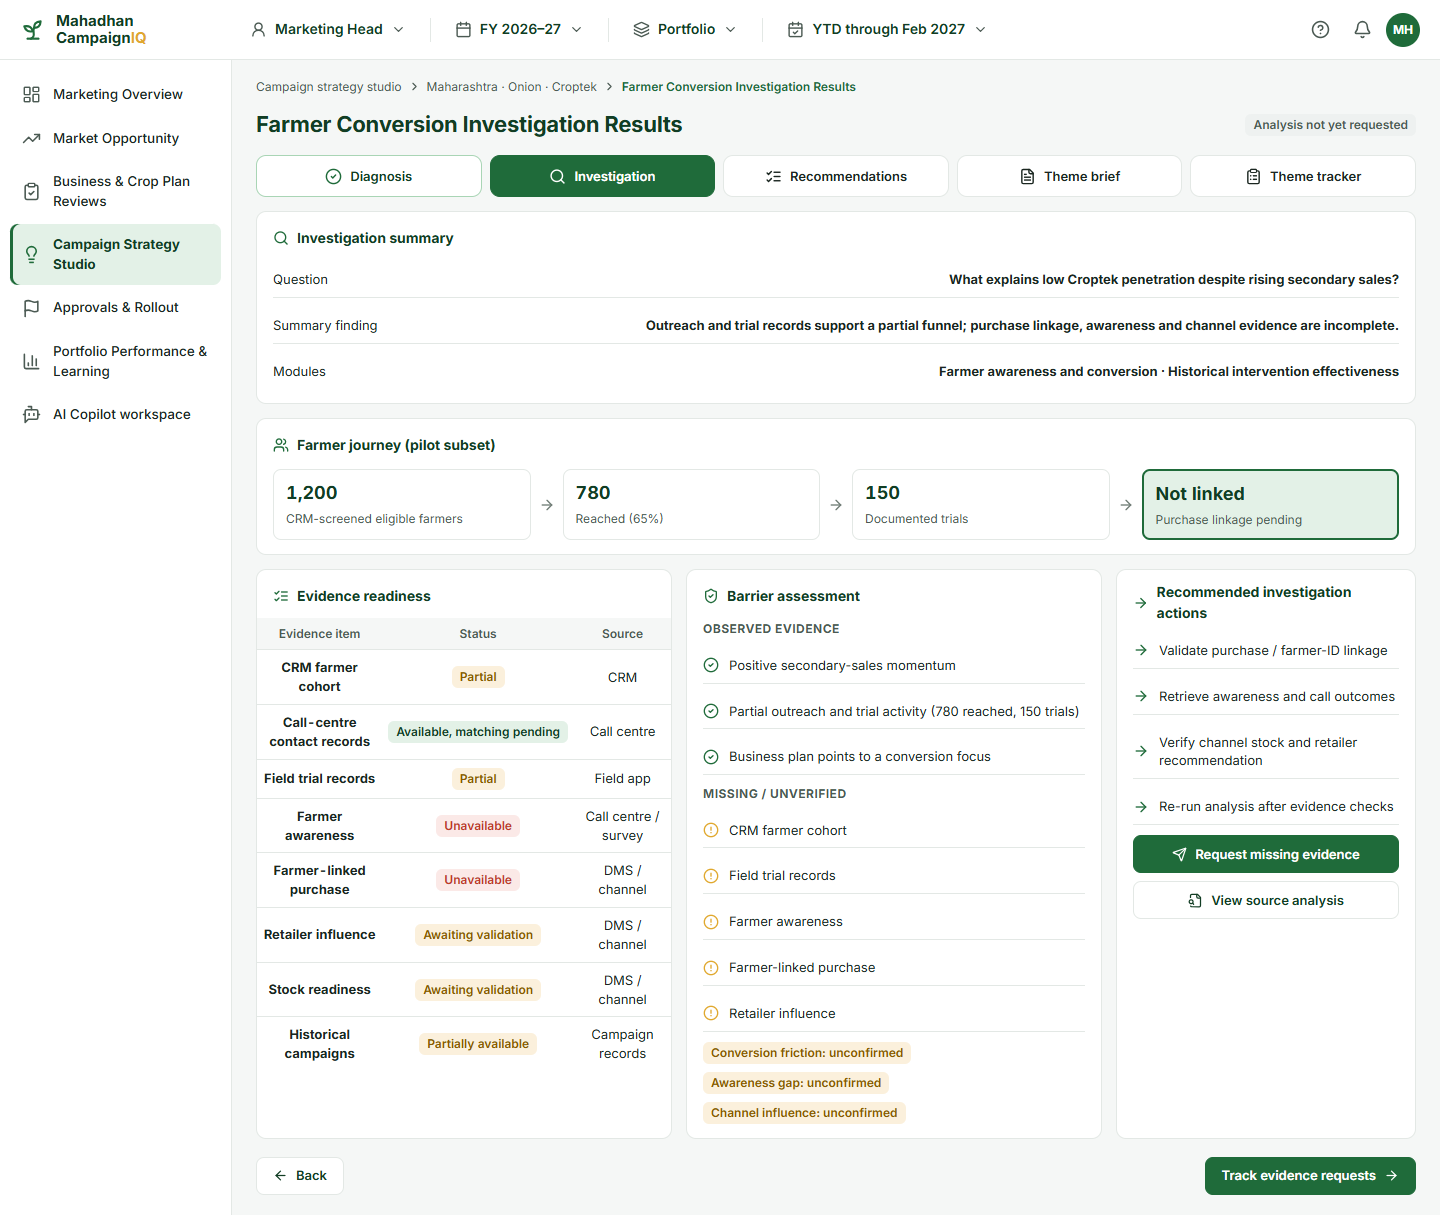 Mahadhan
CampaignIQ
Marketing Head
FY 2026–27
Portfolio
YTD through Feb 2027
MH
Marketing Overview
Market Opportunity
Business & Crop Plan
Reviews
Campaign Strategy
Studio
Approvals & Rollout
Portfolio Performance &
Learning
AI Copilot workspace
Campaign strategy studio
Maharashtra · Onion · Croptek
Farmer Conversion Investigation Results
Farmer Conversion Investigation Results
Analysis not yet requested
Diagnosis
Investigation
Recommendations
Theme brief
Theme tracker
Investigation summary
Question
What explains low Croptek penetration despite rising secondary sales?
Summary finding
Outreach and trial records support a partial funnel; purchase linkage, awareness and channel evidence are incomplete.
Modules
Farmer awareness and conversion · Historical intervention effectiveness
Farmer journey (pilot subset)
1,200
CRM-screened eligible farmers
780
Reached (65%)
150
Documented trials
Not linked
Purchase linkage pending
Evidence readiness
Evidence item
Status
Source
CRM farmer
cohort
Partial
CRM
Call-centre
contact records
Available, matching pending
Call centre
Field trial records
Partial
Field app
Farmer
awareness
Unavailable
Call centre /
survey
Farmer-linked
purchase
Unavailable
DMS /
channel
Retailer influence
Awaiting validation
DMS /
channel
Stock readiness
Awaiting validation
DMS /
channel
Historical
campaigns
Partially available
Campaign
records
Barrier assessment
OBSERVED EVIDENCE
Positive secondary-sales momentum
Partial outreach and trial activity (780 reached, 150 trials)
Business plan points to a conversion focus
MISSING / UNVERIFIED
CRM farmer cohort
Field trial records
Farmer awareness
Farmer-linked purchase
Retailer influence
Conversion friction: unconfirmed
Awareness gap: unconfirmed
Channel influence: unconfirmed
Recommended investigation
actions
Validate purchase / farmer-ID linkage
Retrieve awareness and call outcomes
Verify channel stock and retailer
recommendation
Re-run analysis after evidence checks
Request missing evidence
View source analysis
Back
Track evidence requests